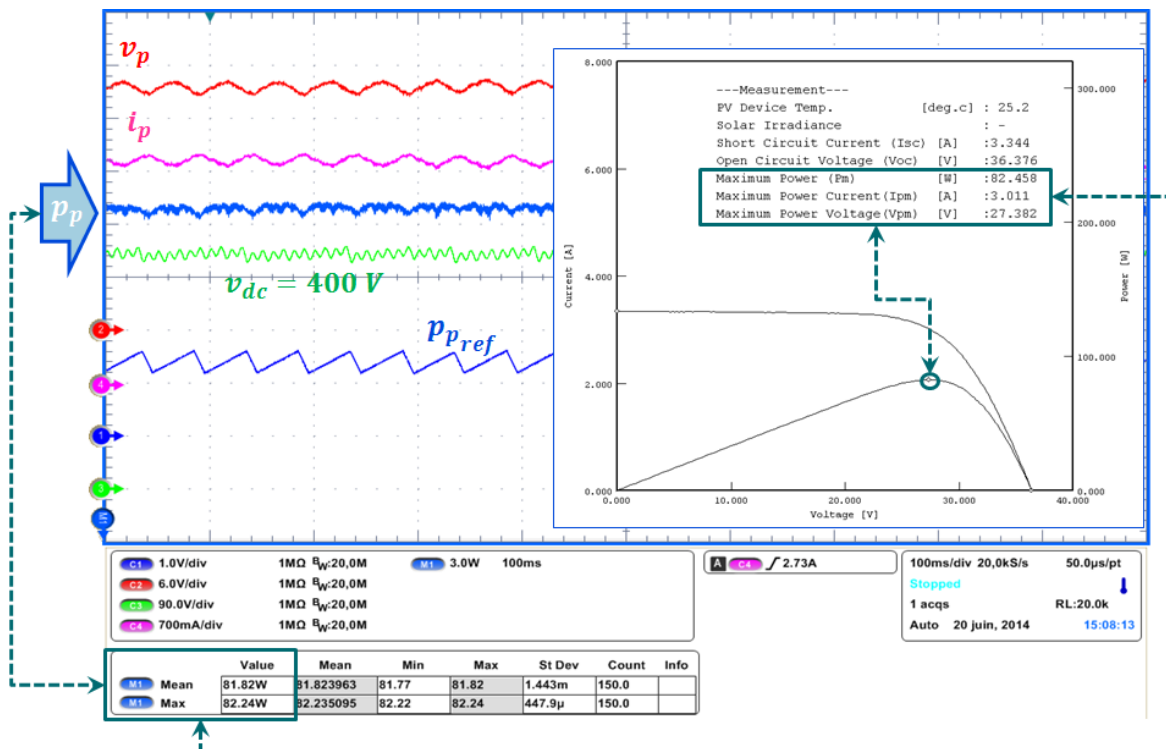 v_p
i_p
p_p
v_dc = 400 V
p_p_ref
2
4
1
3
M1
8.000
6.000
4.000
2.000
0.000
Current [A]
---Measurement---
PV Device Temp. [deg.c] : 25.2
Solar Irradiance : -
Short Circuit Current (Isc) [A] :3.344
Open Circuit Voltage (Voc) [V] :36.376
Maximum Power (Pm) [W] :82.458
Maximum Power Current(Ipm) [A] :3.011
Maximum Power Voltage(Vpm) [V] :27.382
300.000
200.000
100.000
0.000
Power [W]
0.000 10.000 20.000 30.000 40.000
Voltage [V]
C1 1.0V/div 1MΩ BW:20,0M M1 3.0W 100ms
C2 6.0V/div 1MΩ BW:20,0M
C3 90.0V/div 1MΩ BW:20,0M
C4 700mA/div 1MΩ BW:20,0M
A C4 2.73A
100ms/div 20,0kS/s 50.0µs/pt
Stopped
1 acqs RL:20.0k
Auto 20 juin, 2014 15:08:13
Value Mean Min Max St Dev Count Info
M1 Mean 81.82W 81.823963 81.77 81.82 1.443m 150.0
M1 Max 82.24W 82.235095 82.22 82.24 447.9µ 150.0